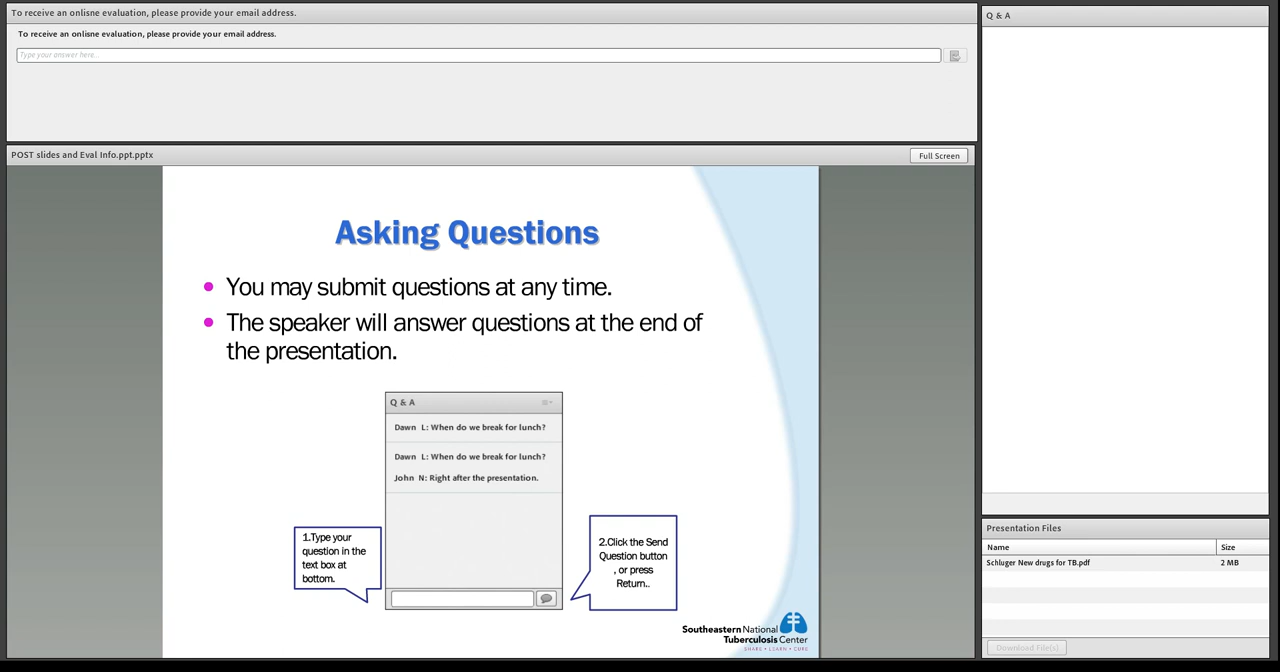 To receive an onlisne evaluation, please provide your email address.
To receive an onlisne evaluation, please provide your email address.
Type your answer here...
POST slides and Eval Info.ppt.pptx
Full Screen
Asking Questions
You may submit questions at any time.
The speaker will answer questions at the end of
the presentation.
Q & A
Dawn L: When do we break for lunch?
Dawn L: When do we break for lunch?
John N: Right after the presentation.
1.Type your
question in the
text box at
bottom.
2.Click the Send
Question button
, or press
Return..
Southeastern National
Tuberculosis Center
SHARE • LEARN • CURE
Q & A
Presentation Files
Name Size
Schluger New drugs for TB.pdf 2 MB
Download File(s)